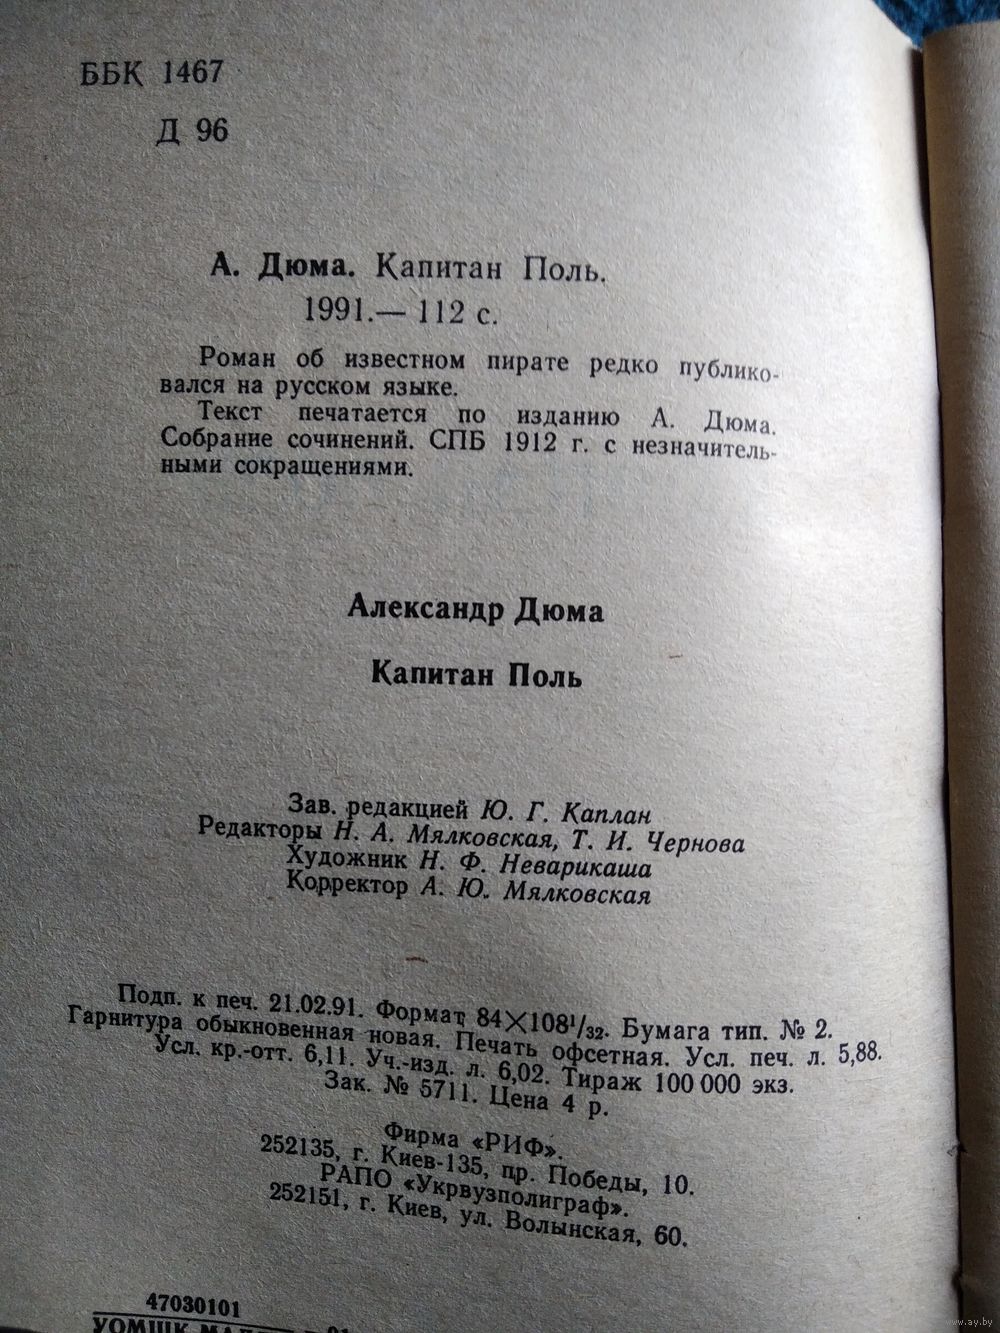 ББК 1467
Д 96
А. Дюма. Капитан Поль.
1991.— 112 с.
Роман об известном пирате редко публико-
вался на русском языке.
Текст печатается по изданию А. Дюма.
Собрание сочинений. СПБ 1912 г. с незначитель-
ными сокращениями.
Александр Дюма
Капитан Поль
Зав. редакцией Ю. Г. Каплан
Редакторы Н. А. Мялковская, Т. И. Чернова
Художник Н. Ф. Неварикаша
Корректор А. Ю. Мялковская
Подп. к печ. 21.02.91. Формат 84×108¹/₃₂. Бумага тип. № 2.
Гарнитура обыкновенная новая. Печать офсетная. Усл. печ. л. 5,88.
Усл. кр.-отт. 6,11. Уч.-изд. л. 6,02. Тираж 100 000 экз.
Зак. № 5711. Цена 4 р.
Фирма «РИФ».
252135, г. Киев-135, пр. Победы, 10.
РАПО «Укрвузполиграф».
252151, г. Киев, ул. Волынская, 60.
47030101
www.ay.by